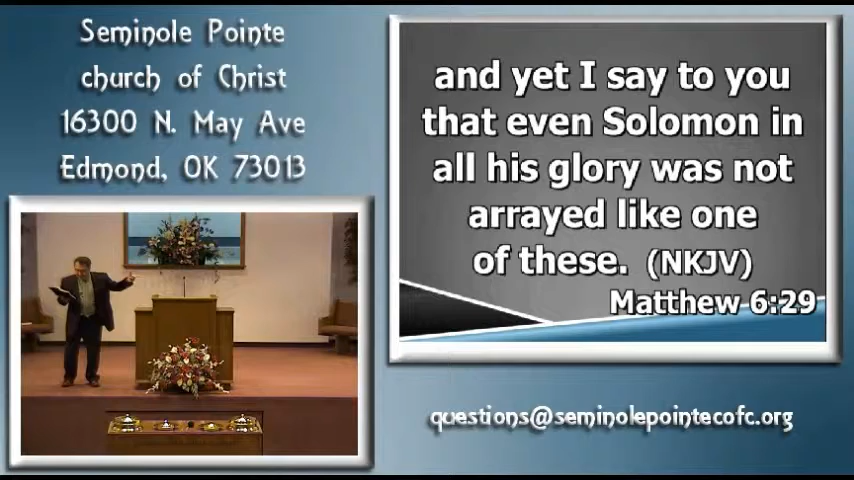 Seminole Pointe
church of Christ
16300 N. May Ave
Edmond, OK 73013
and yet I say to you
that even Solomon in
all his glory was not
arrayed like one
of these. (NKJV)
Matthew 6:29
questions@seminolepointecofc.org